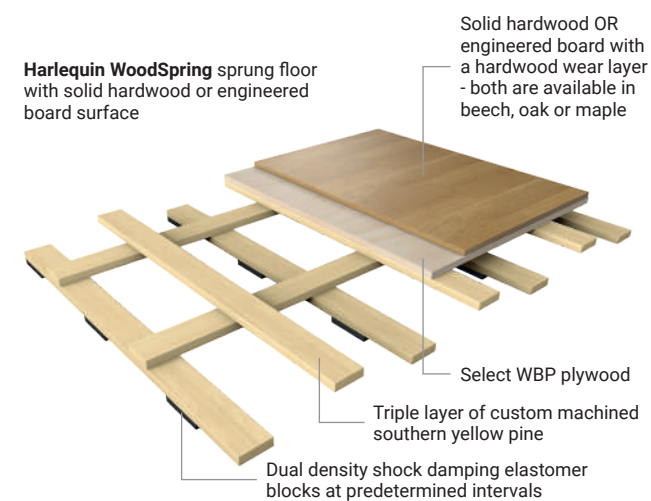 Harlequin WoodSpring sprung floor
with solid hardwood or engineered
board surface
Solid hardwood OR
engineered board with
a hardwood wear layer
- both are available in
beech, oak or maple
Select WBP plywood
Triple layer of custom machined
southern yellow pine
Dual density shock damping elastomer
blocks at predetermined intervals